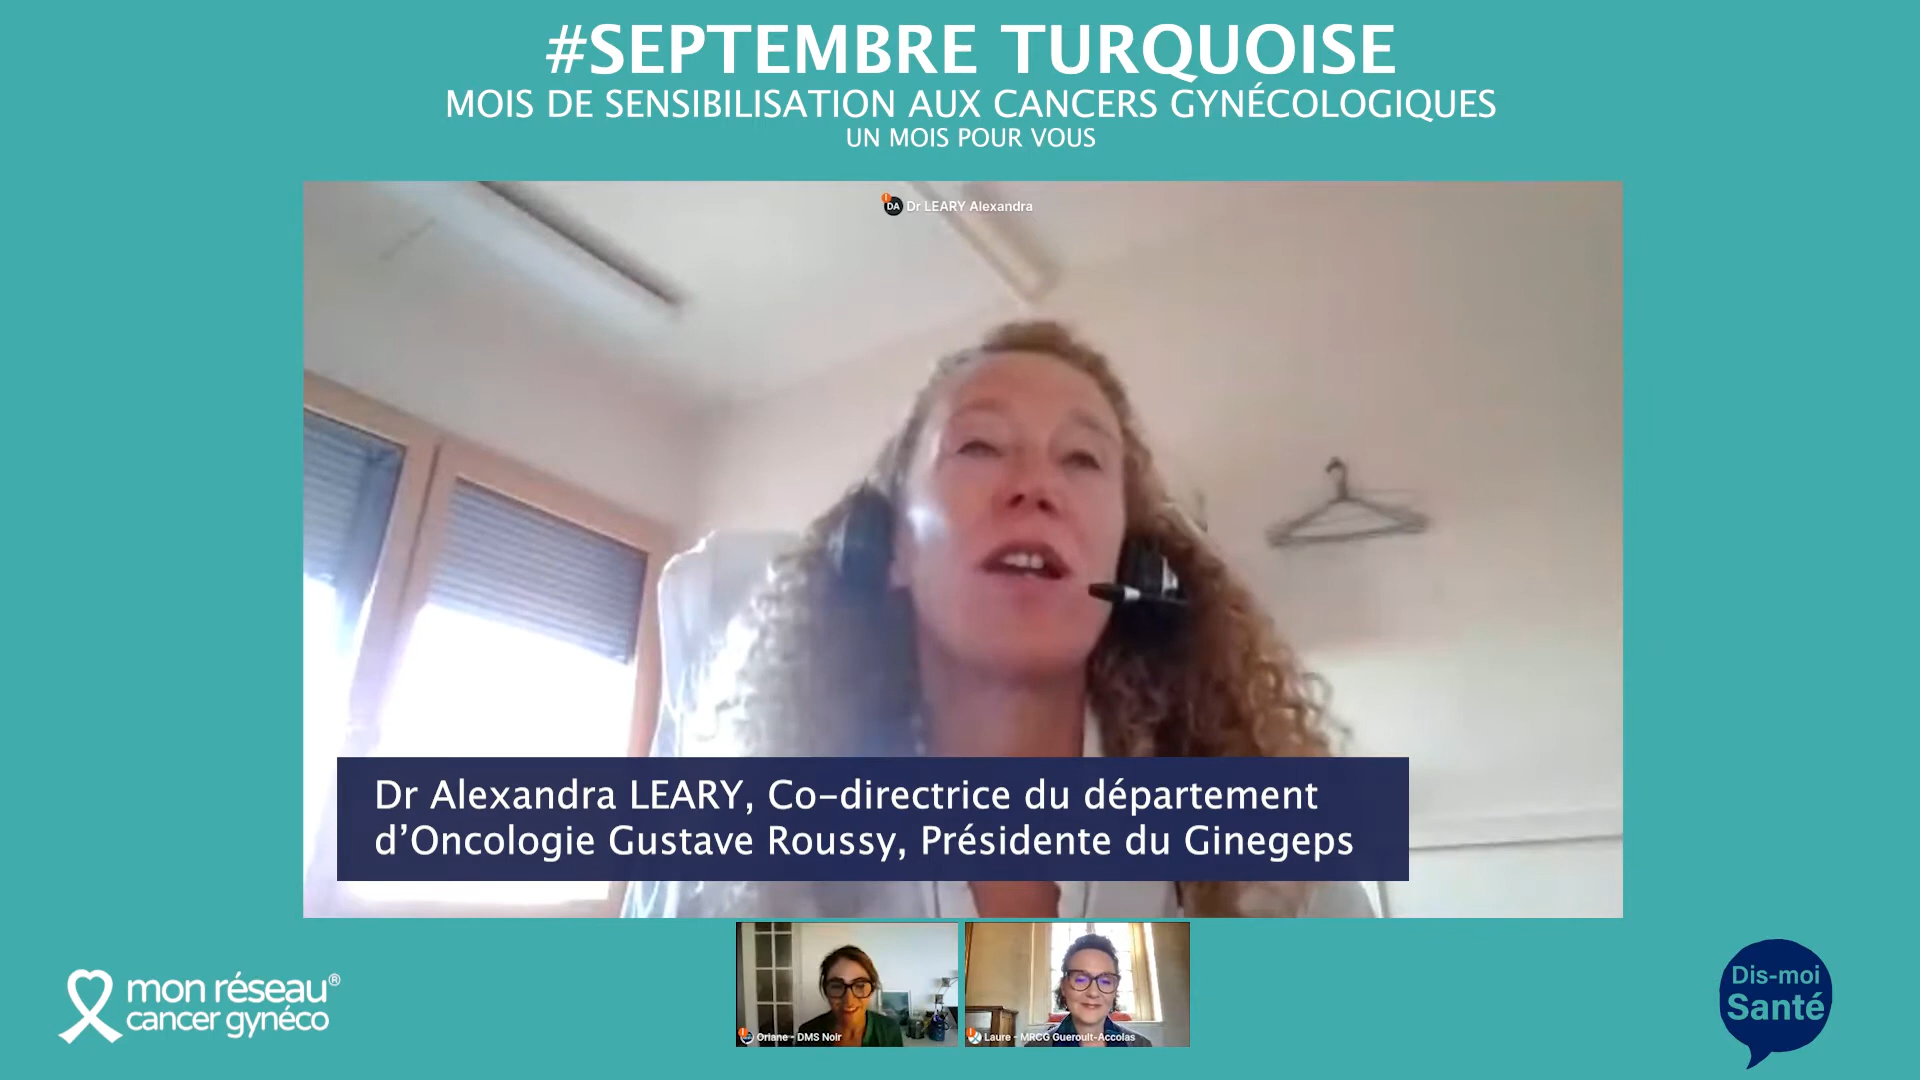 #SEPTEMBRE TURQUOISE
MOIS DE SENSIBILISATION AUX CANCERS GYNÉCOLOGIQUES
UN MOIS POUR VOUS
DA Dr LEARY Alexandra
Dr Alexandra LEARY, Co-directrice du département
d'Oncologie Gustave Roussy, Présidente du Ginegeps
Oriane - DMS Noir
Laure - MRCG Gueroult-Accolas
mon réseau®
cancer gynéco
Dis-moi
Santé